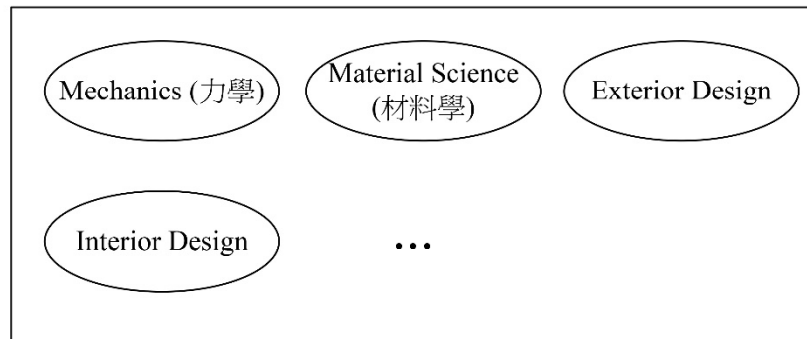 Mechanics (力學)
Material Science
(材料學)
Exterior Design
Interior Design
...